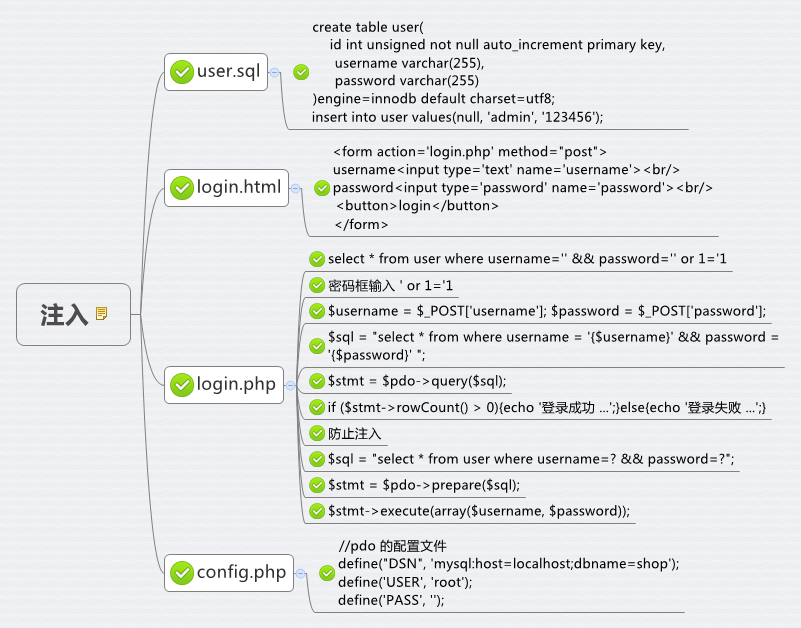 注入
user.sql
create table user(
id int unsigned not null auto_increment primary key,
username varchar(255),
password varchar(255)
)engine=innodb default charset=utf8;
insert into user values(null, 'admin', '123456');
login.html
<form action='login.php' method="post">
username<input type='text' name='username'><br/>
password<input type='password' name='password'><br/>
<button>login</button>
</form>
login.php
select * from user where username='' && password='' or 1='1
密码框输入 ' or 1='1
$username = $_POST['username']; $password = $_POST['password'];
$sql = "select * from where username = '{$username}' && password =
'{$password}' ";
$stmt = $pdo->query($sql);
if ($stmt->rowCount() > 0){echo '登录成功 ...';}else{echo '登录失败 ...';}
防止注入
$sql = "select * from user where username=? && password=?";
$stmt = $pdo->prepare($sql);
$stmt->execute(array($username, $password));
config.php
//pdo 的配置文件
define("DSN", 'mysql:host=localhost;dbname=shop');
define('USER', 'root');
define('PASS', '');